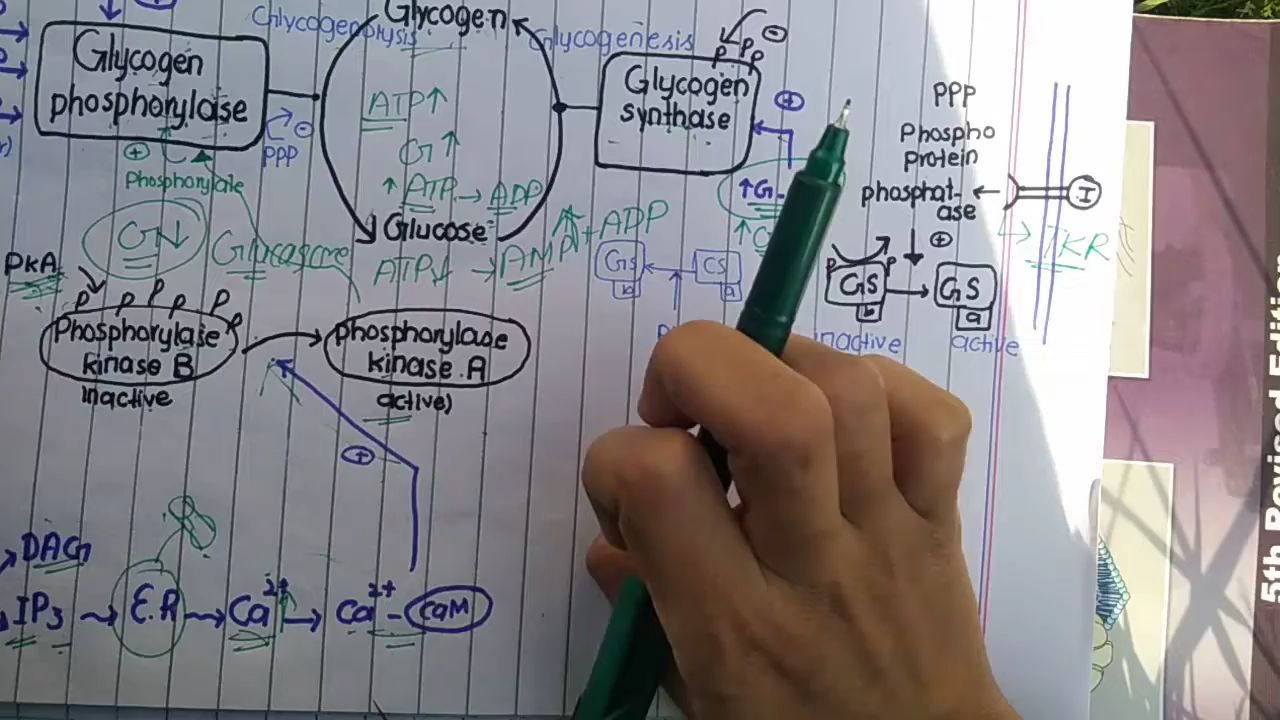 Glycogen
Chlycogenolysis
Glycogenesis
Glycogen
phosphorylase
P P P
⊖
Glycogen
synthase
ATP↑
G↑
↑ATP → ADP
Glucose
ATP↓ → AMP↑ + ADP
⊖
PPP
⊕
Phosphorylate
⊕
↑G
PPP
Phospho
protein
phosphat-
ase
I
TKR
⊕
P P
GS
b
GS
a
inactive
active
GS
b
GS
a
G↓
PKA
P P P P P P
Phosphorylase
kinase B
Inactive
Phosphorylase
kinase.A
active)
⊕
DAG
IP3 → E.R → Ca2+↑ → Ca2+ - CaM
5th Revised Edition